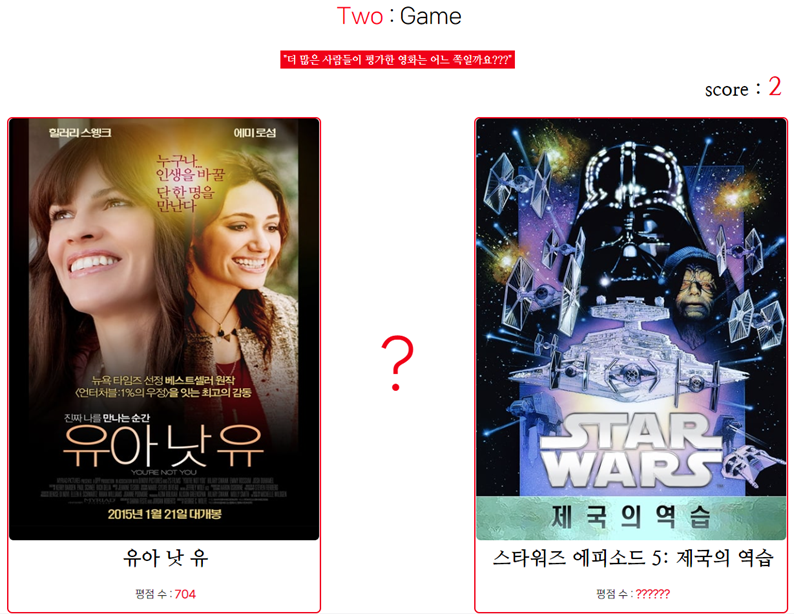 Two : Game
"더 많은 사람들이 평가한 영화는 어느 쪽일까요???"
score : 2
힐러리 스웽크
에미 로섬
누구나...
인생을 바꿀
단 한 명을
만난다
뉴욕 타임즈 선정 베스트셀러 원작
<언터처블:1%의 우정>을 잇는 최고의 감동
진짜 나를 만나는 순간
유아 낫 유
YOU'RE NOT YOU
2015년 1월 21일 대개봉
유아 낫 유
평점 수 : 704
?
STAR
WARS
제국의 역습
스타워즈 에피소드 5: 제국의 역습
평점 수 : ??????